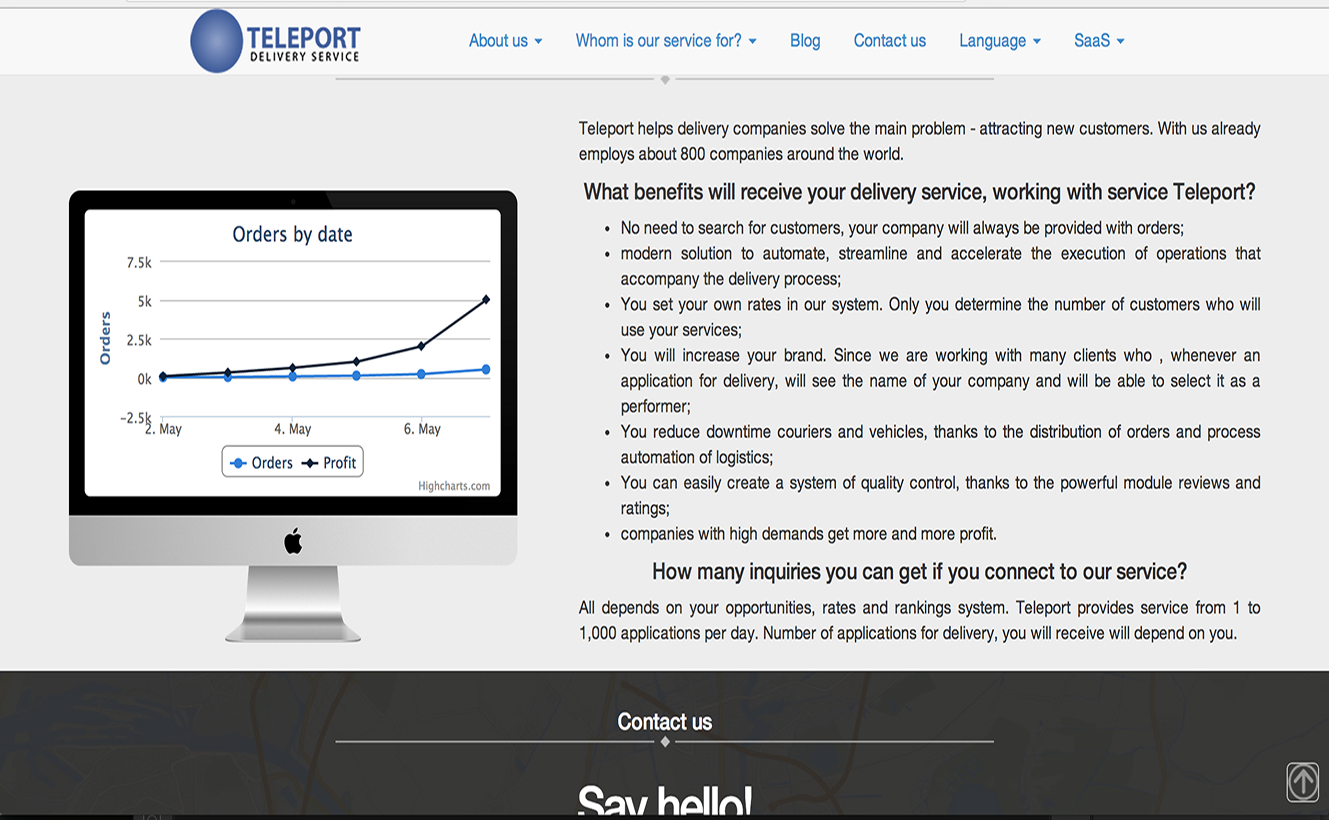 TELEPORT
DELIVERY SERVICE
About us
Whom is our service for?
Blog
Contact us
Language
SaaS
Teleport helps delivery companies solve the main problem - attracting new customers. With us already
employs about 800 companies around the world.
What benefits will receive your delivery service, working with service Teleport?
• No need to search for customers, your company will always be provided with orders;
• modern solution to automate, streamline and accelerate the execution of operations that
accompany the delivery process;
• You set your own rates in our system. Only you determine the number of customers who will
use your services;
• You will increase your brand. Since we are working with many clients who , whenever an
application for delivery, will see the name of your company and will be able to select it as a
performer;
• You reduce downtime couriers and vehicles, thanks to the distribution of orders and process
automation of logistics;
• You can easily create a system of quality control, thanks to the powerful module reviews and
ratings;
• companies with high demands get more and more profit.
How many inquiries you can get if you connect to our service?
All depends on your opportunities, rates and rankings system. Teleport provides service from 1 to
1,000 applications per day. Number of applications for delivery, you will receive will depend on you.
Orders by date
Orders
7.5k
5k
2.5k
0k
−2.5k
2. May
4. May
6. May
Orders
Profit
Highcharts.com
Contact us
Say hello!